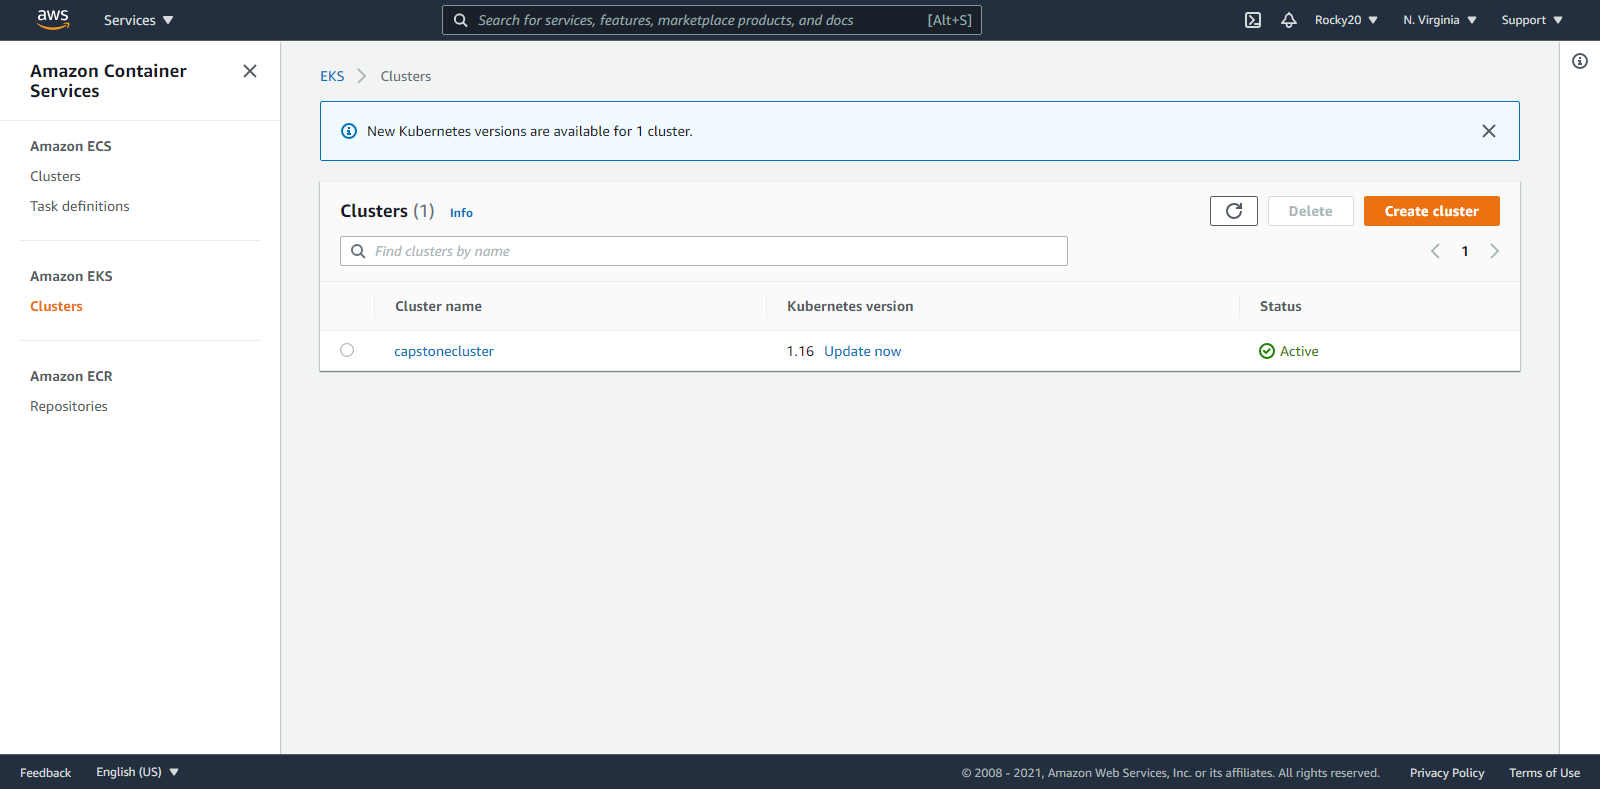 aws Services Search for services, features, marketplace products, and docs [Alt+S] Rocky20 N. Virginia Support
Amazon Container
Services
Amazon ECS
Clusters
Task definitions
Amazon EKS
Clusters
Amazon ECR
Repositories
EKS Clusters
New Kubernetes versions are available for 1 cluster.
Clusters (1) Info Delete Create cluster
Find clusters by name 1
Cluster name Kubernetes version Status
capstonecluster 1.16 Update now Active
Feedback English (US) © 2008 - 2021, Amazon Web Services, Inc. or its affiliates. All rights reserved. Privacy Policy Terms of Use